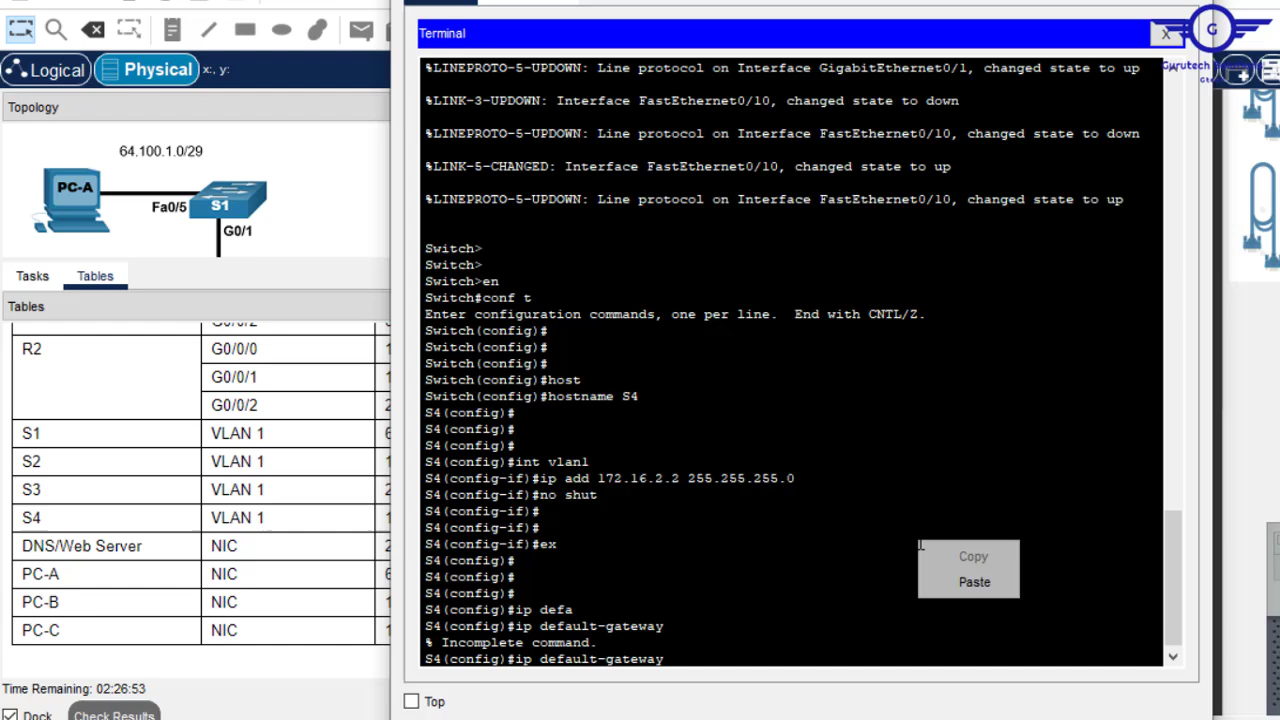 Logical
Physical
x:, y:
Topology
64.100.1.0/29
PC-A
Fa0/5
S1
G0/1
Tasks
Tables
Tables
R2
G0/0/0
G0/0/1
G0/0/2
S1
VLAN 1
S2
VLAN 1
S3
VLAN 1
S4
VLAN 1
DNS/Web Server
NIC
PC-A
NIC
PC-B
NIC
PC-C
NIC
Time Remaining: 02:26:53
Dock
Check Results
Terminal
X
G
%LINEPROTO-5-UPDOWN: Line protocol on Interface GigabitEthernet0/1, changed state to up
%LINK-3-UPDOWN: Interface FastEthernet0/10, changed state to down
%LINEPROTO-5-UPDOWN: Line protocol on Interface FastEthernet0/10, changed state to down
%LINK-5-CHANGED: Interface FastEthernet0/10, changed state to up
%LINEPROTO-5-UPDOWN: Line protocol on Interface FastEthernet0/10, changed state to up
Switch>
Switch>
Switch>en
Switch#conf t
Enter configuration commands, one per line. End with CNTL/Z.
Switch(config)#
Switch(config)#
Switch(config)#
Switch(config)#host
Switch(config)#hostname S4
S4(config)#
S4(config)#
S4(config)#
S4(config)#int vlan1
S4(config-if)#ip add 172.16.2.2 255.255.255.0
S4(config-if)#no shut
S4(config-if)#
S4(config-if)#
S4(config-if)#ex
S4(config)#
S4(config)#
S4(config)#
S4(config)#ip defa
S4(config)#ip default-gateway
% Incomplete command.
S4(config)#ip default-gateway
Copy
Paste
Top